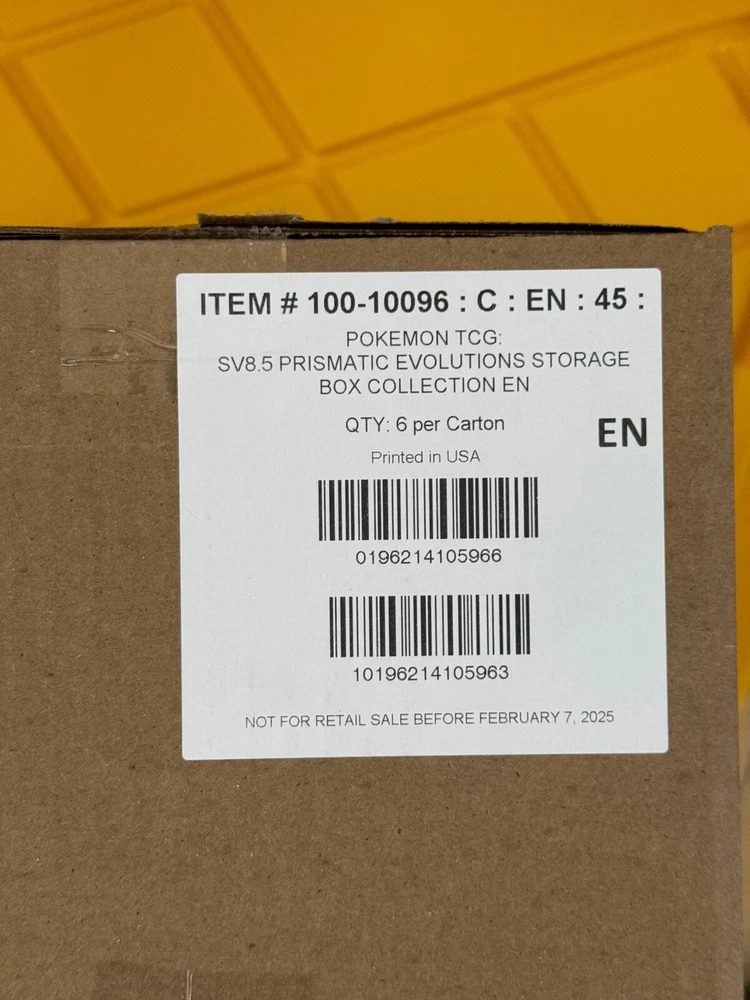 ITEM # 100-10096 : C : EN : 45 :
POKEMON TCG:
SV8.5 PRISMATIC EVOLUTIONS STORAGE
BOX COLLECTION EN
QTY: 6 per Carton
EN
Printed in USA
0196214105966
10196214105963
NOT FOR RETAIL SALE BEFORE FEBRUARY 7, 2025